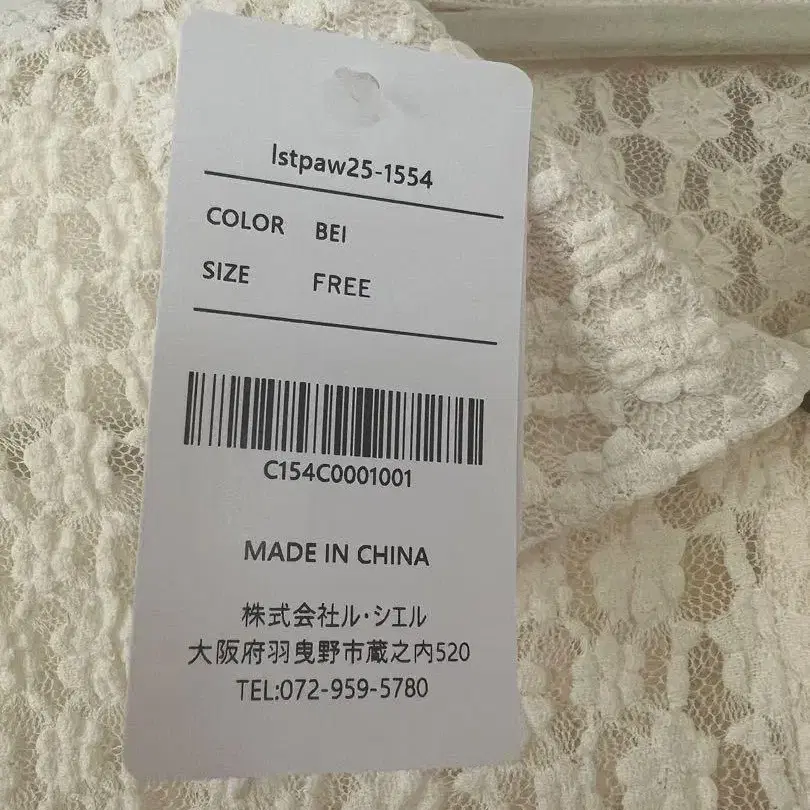 lstpaw25-1554
COLOR BEI
SIZE FREE
C154C0001001
MADE IN CHINA
株式会社ル・シエル
大阪府羽曳野市蔵之内520
TEL:072-959-5780